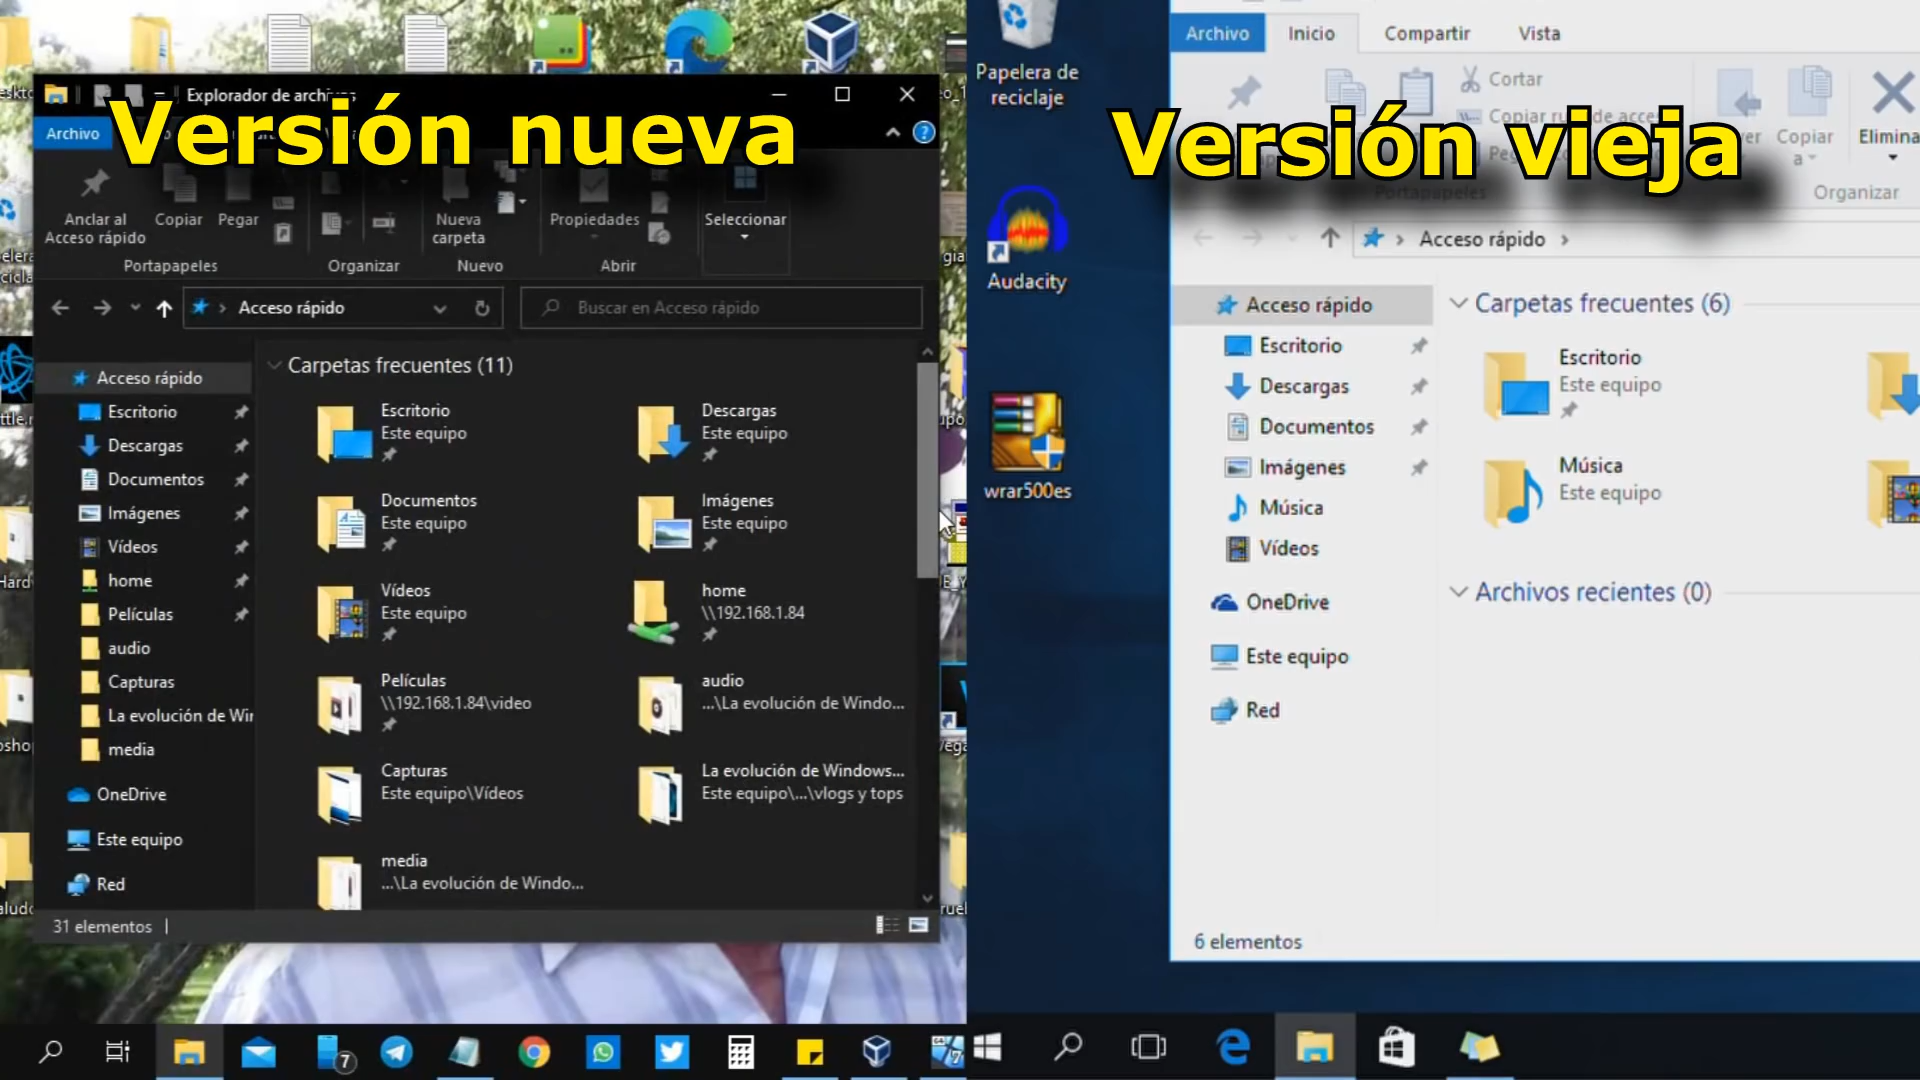 Versión nueva
Explorador de archivos
Archivo
Anclar al
Acceso rápido
Copiar
Pegar
Nueva
carpeta
Propiedades
Seleccionar
Portapapeles
Organizar
Nuevo
Abrir
Acceso rápido
Buscar en Acceso rápido
Acceso rápido
Escritorio
Descargas
Documentos
Imágenes
Vídeos
home
Películas
audio
Capturas
La evolución de Wir
media
OneDrive
Este equipo
Red
Carpetas frecuentes (11)
Escritorio
Este equipo
Descargas
Este equipo
Documentos
Este equipo
Imágenes
Este equipo
Vídeos
Este equipo
home
\\192.168.1.84
Películas
\\192.168.1.84\video
audio
...\La evolución de Windo...
Capturas
Este equipo\Vídeos
La evolución de Windows...
Este equipo\...\vlogs y tops
media
...\La evolución de Windo...
31 elementos
7
Versión vieja
Papelera de
reciclaje
Audacity
wrar500es
Archivo
Inicio
Compartir
Vista
Cortar
Copiar
a
Elimina
Portapapeles
Organizar
Acceso rápido
Acceso rápido
Escritorio
Descargas
Documentos
Imágenes
Música
Vídeos
OneDrive
Este equipo
Red
Carpetas frecuentes (6)
Escritorio
Este equipo
Música
Este equipo
Archivos recientes (0)
6 elementos